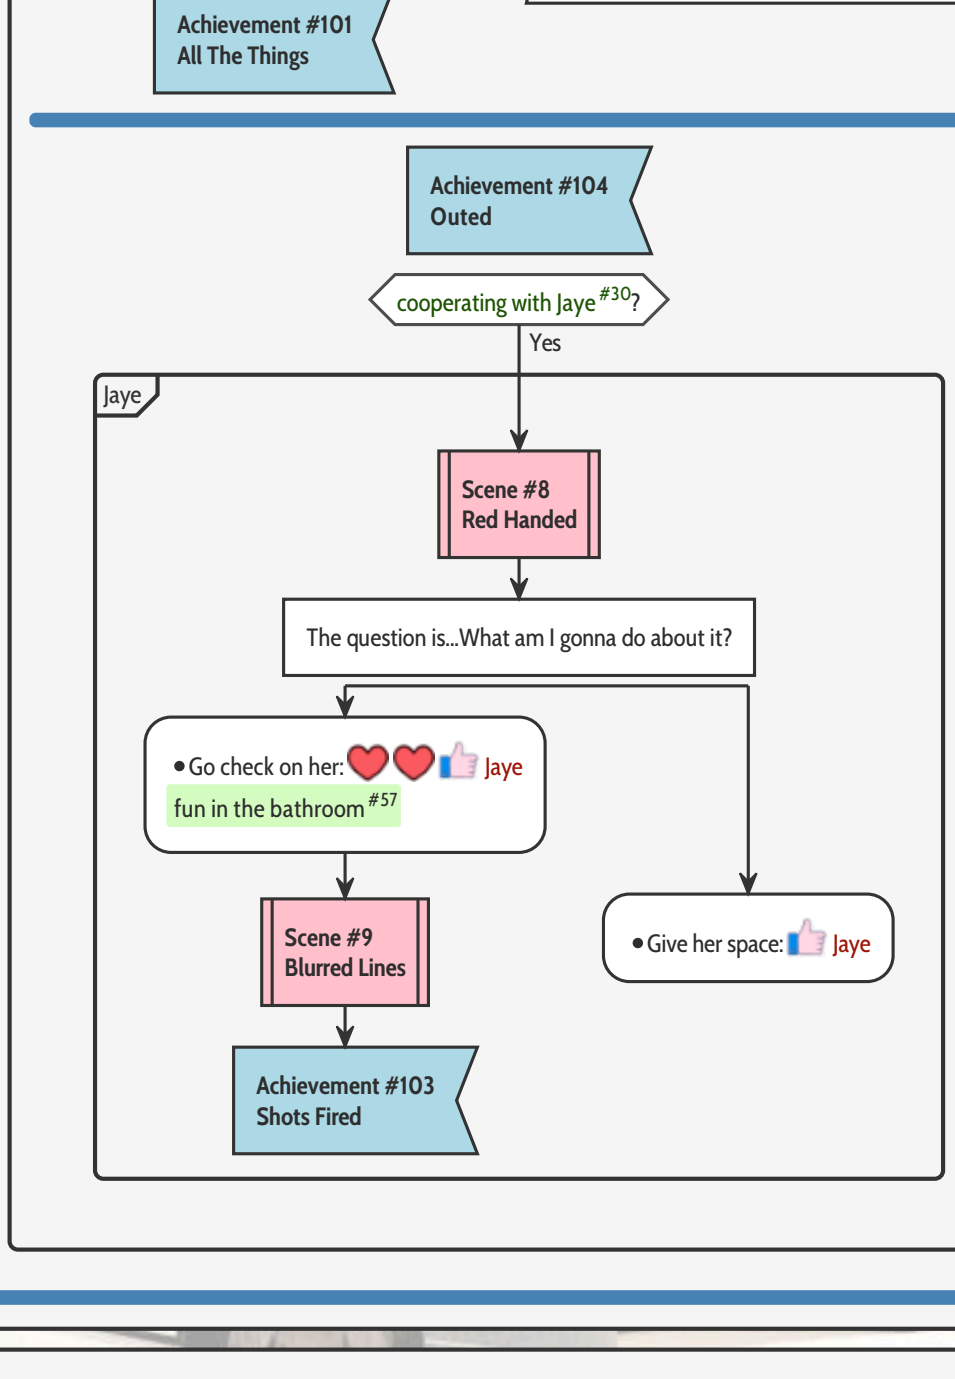 Achievement #101
All The Things
Achievement #104
Outed
cooperating with Jaye #30?
Yes
Jaye
Scene #8
Red Handed
The question is...What am I gonna do about it?
•Go check on her: Jaye
fun in the bathroom #57
Scene #9
Blurred Lines
•Give her space: Jaye
Achievement #103
Shots Fired